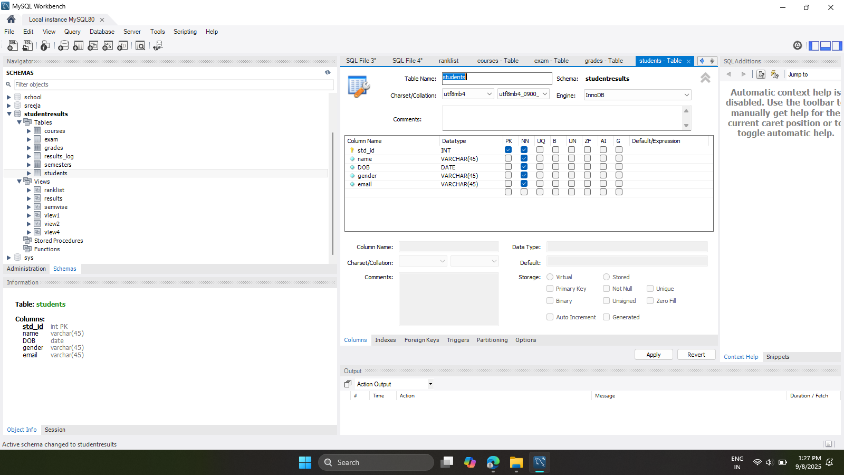 MySQL Workbench
Local instance MySQL80
File Edit View Query Database Server Tools Scripting Help
Navigator
SCHEMAS
Filter objects
school
sreeja
studentresults
Tables
courses
exam
grades
results_log
semesters
students
Views
ranklist
results
semwise
view1
view2
view4
Stored Procedures
Functions
sys
Administration Schemas
Information
Table: students
Columns:
std_id int PK
name varchar(45)
DOB date
gender varchar(45)
email varchar(45)
Object Info Session
Active schema changed to studentresults
SQL File 3* SQL File 4* ranklist courses - Table exam - Table grades - Table students - Table
Table Name: students Schema: studentresults
Charset/Collation: utf8mb4 utf8mb4_0900_ Engine: InnoDB
Comments:
Column Name Datatype PK NN UQ B UN ZF AI G Default/Expression
std_id INT
name VARCHAR(45)
DOB DATE
gender VARCHAR(45)
email VARCHAR(45)
Column Name: Data Type:
Charset/Collation: Default:
Comments: Storage: Virtual Stored
Primary Key Not Null Unique
Binary Unsigned Zero Fill
Auto Increment Generated
Columns Indexes Foreign Keys Triggers Partitioning Options
Apply Revert
Output
Action Output
# Time Action Message Duration / Fetch
SQL Additions
Jump to
Automatic context help is
disabled. Use the toolbar t
manually get help for the
current caret position or to
toggle automatic help.
Context Help Snippets
Search
ENG
IN
1:27 PM
9/8/2025